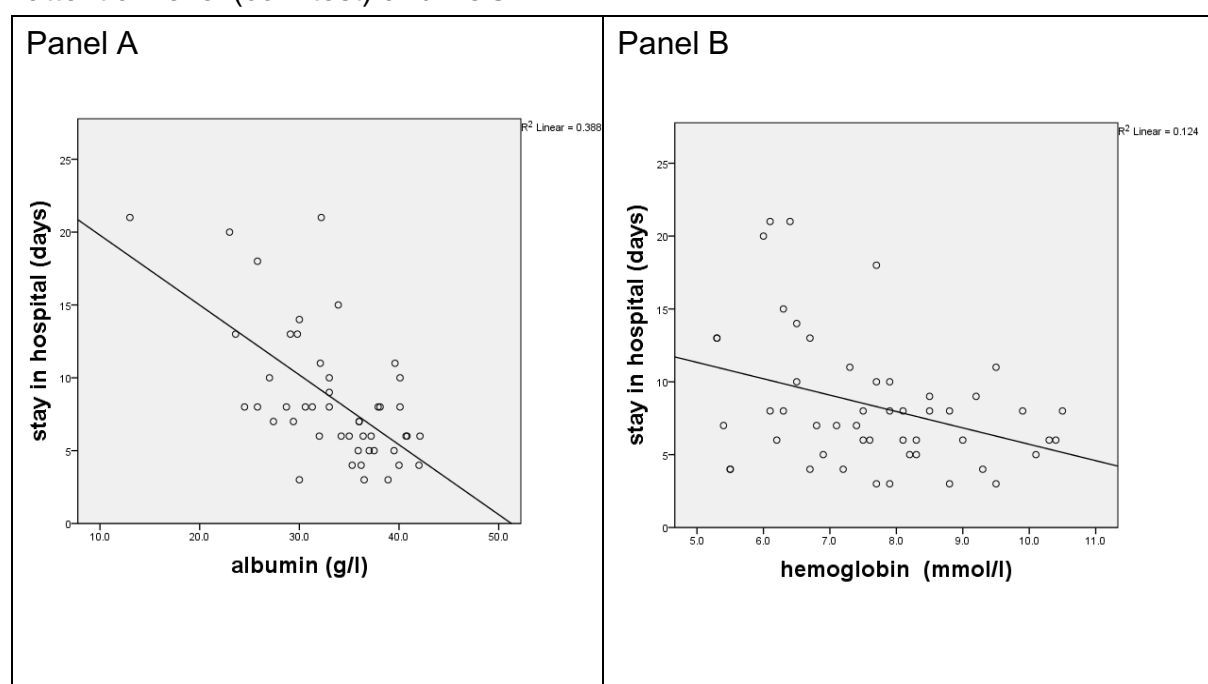 Panel A
R² Linear = 0.388
stay in hospital (days)
25
20
15
10
5
0
10.0 20.0 30.0 40.0 50.0
albumin (g/l)
Panel B
R² Linear = 0.124
stay in hospital (days)
25
20
15
10
5
0
5.0 6.0 7.0 8.0 9.0 10.0 11.0
hemoglobin (mmol/l)